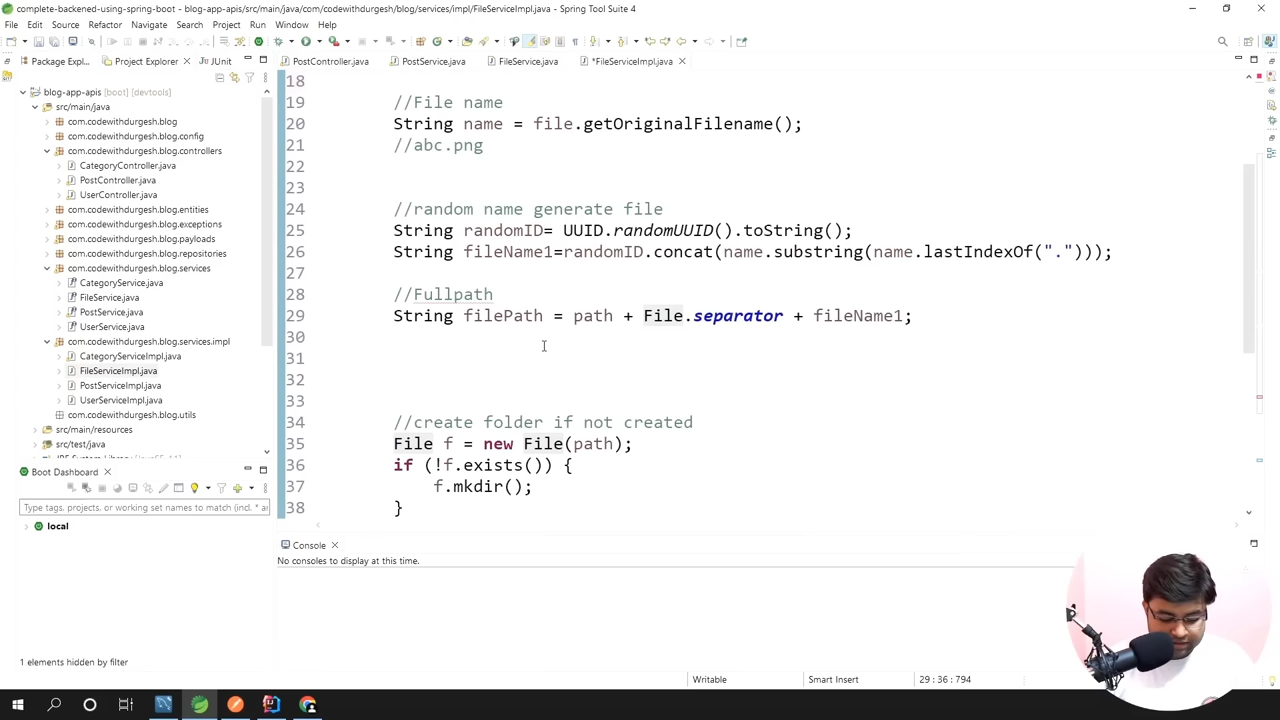 complete-backened-using-spring-boot - blog-app-apis/src/main/java/com/codewithdurgesh/blog/services/impl/FileServiceImpl.java - Spring Tool Suite 4
File Edit Source Refactor Navigate Search Project Run Window Help
Package Expl... Project Explorer JUnit
PostController.java PostService.java FileService.java *FileServiceImpl.java
blog-app-apis [boot] [devtools]
src/main/java
com.codewithdurgesh.blog
com.codewithdurgesh.blog.config
com.codewithdurgesh.blog.controllers
CategoryController.java
PostController.java
UserController.java
com.codewithdurgesh.blog.entities
com.codewithdurgesh.blog.exceptions
com.codewithdurgesh.blog.payloads
com.codewithdurgesh.blog.repositories
com.codewithdurgesh.blog.services
CategoryService.java
FileService.java
PostService.java
UserService.java
com.codewithdurgesh.blog.services.impl
CategoryServiceImpl.java
FileServiceImpl.java
PostServiceImpl.java
UserServiceImpl.java
com.codewithdurgesh.blog.utils
src/main/resources
src/test/java
Boot Dashboard
Type tags, projects, or working set names to match (incl. * a
local
1 elements hidden by filter
18
19 //File name
20 String name = file.getOriginalFilename();
21 //abc.png
22
23
24 //random name generate file
25 String randomID= UUID.randomUUID().toString();
26 String fileName1=randomID.concat(name.substring(name.lastIndexOf(".")));
27
28 //Fullpath
29 String filePath = path + File.separator + fileName1;
30
31
32
33
34 //create folder if not created
35 File f = new File(path);
36 if (!f.exists()) {
37 f.mkdir();
38 }
Console
No consoles to display at this time.
Writable Smart Insert 29 : 36 : 794